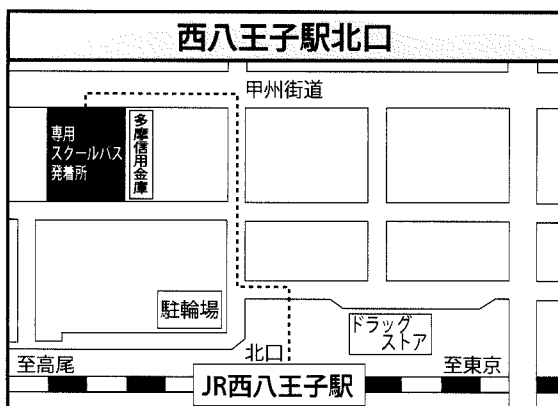 西八王子駅北口
甲州街道
専用
スクールバス
発着所
多摩信用金庫
駐輪場
ドラッグ
ストア
北口
至高尾
至東京
JR西八王子駅